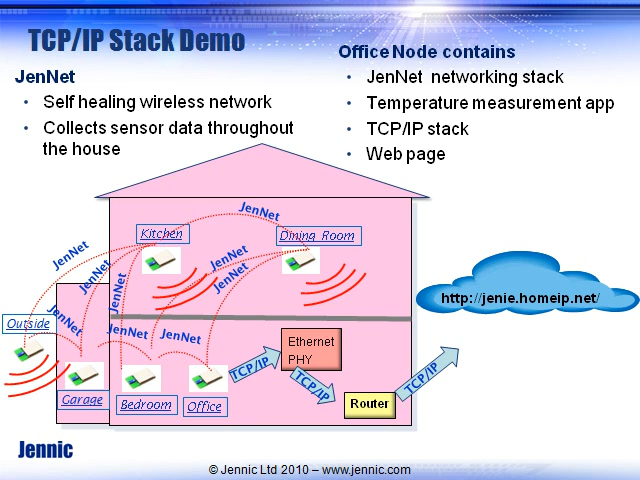 TCP/IP Stack Demo
JenNet
• Self healing wireless network
• Collects sensor data throughout
the house
Office Node contains
• JenNet networking stack
• Temperature measurement app
• TCP/IP stack
• Web page
JenNet
Kitchen
Dining Room
JenNet
JenNet
JenNet
JenNet
JenNet
http://jenie.homeip.net/
Outside
JenNet
JenNet
JenNet
Ethernet
PHY
TCP/IP
TCP/IP
TCP/IP
Garage
Bedroom
Office
Router
Jennic
© Jennic Ltd 2010 – www.jennic.com